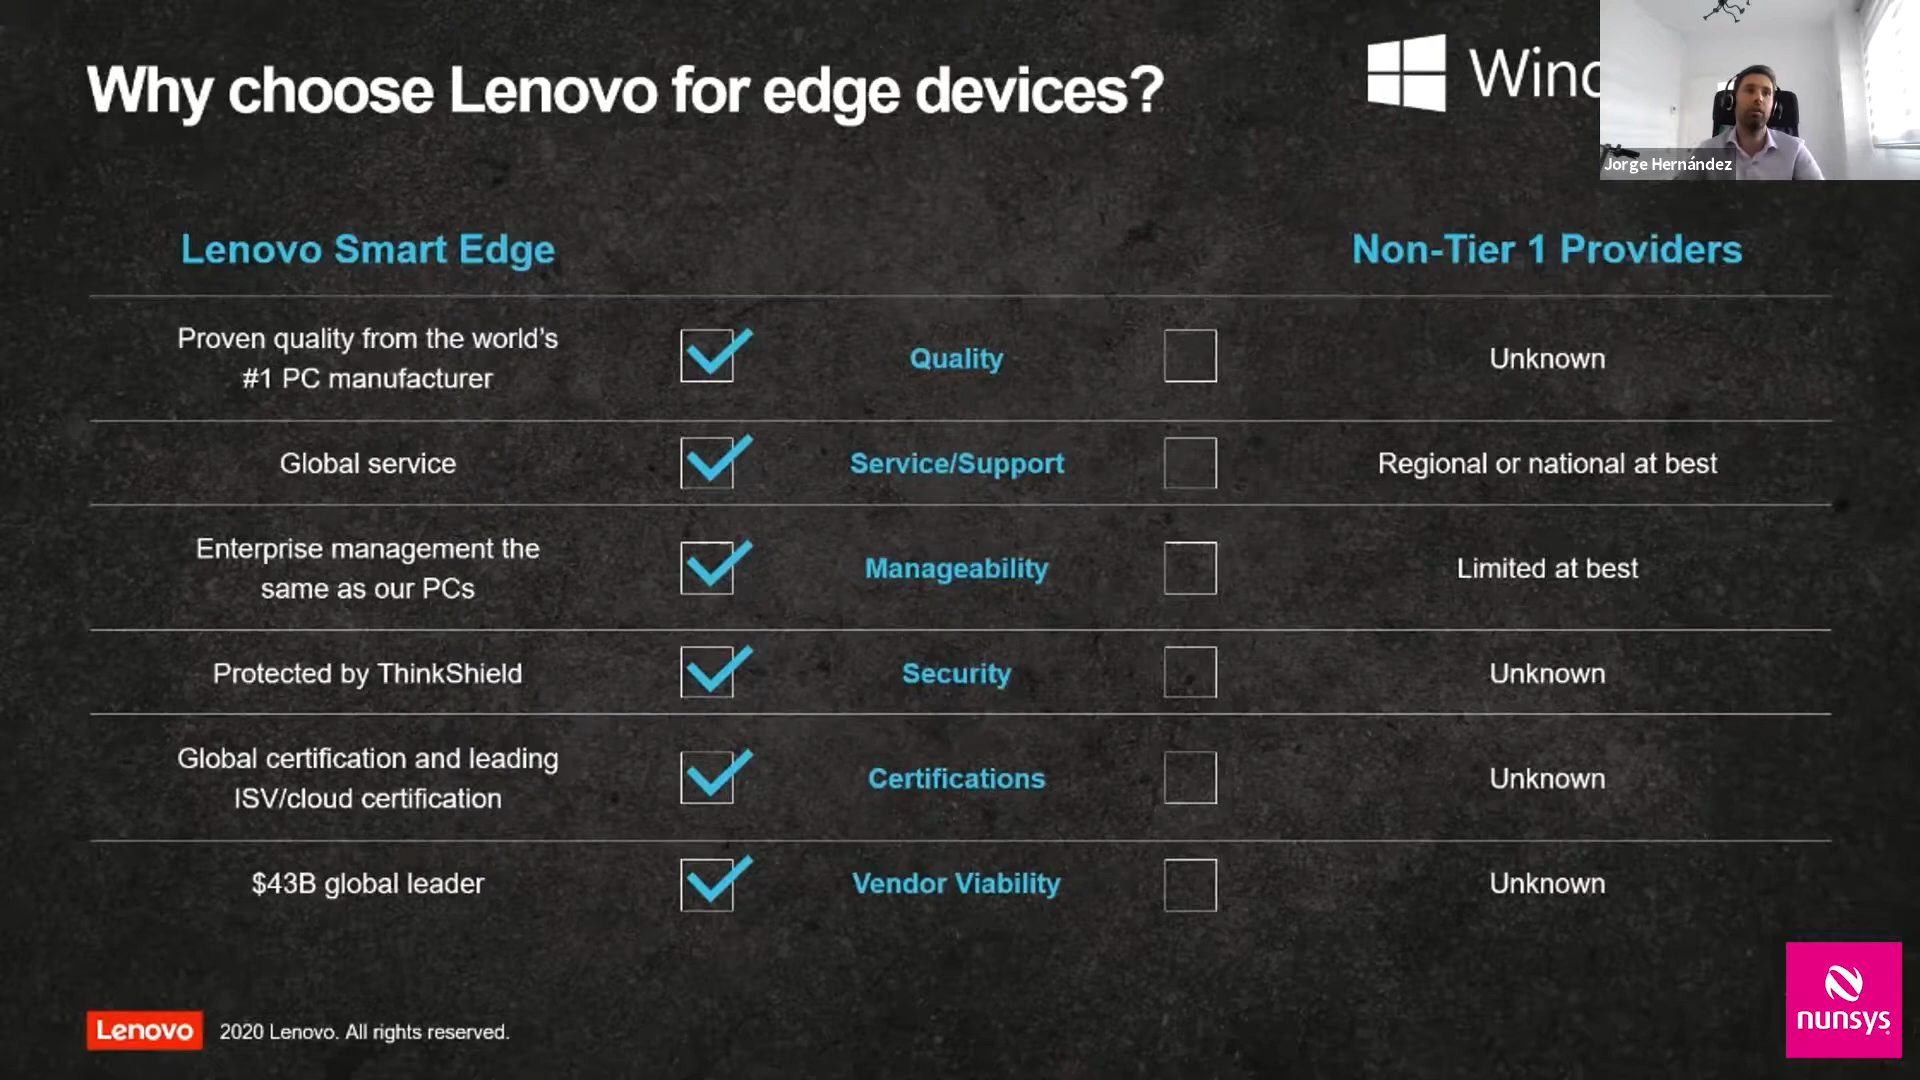 Why choose Lenovo for edge devices?
Jorge Hernández
Lenovo Smart Edge
Non-Tier 1 Providers
Proven quality from the world's
#1 PC manufacturer
Quality
Unknown
Global service
Service/Support
Regional or national at best
Enterprise management the
same as our PCs
Manageability
Limited at best
Protected by ThinkShield
Security
Unknown
Global certification and leading
ISV/cloud certification
Certifications
Unknown
$43B global leader
Vendor Viability
Unknown
Lenovo
2020 Lenovo. All rights reserved.
nunsys